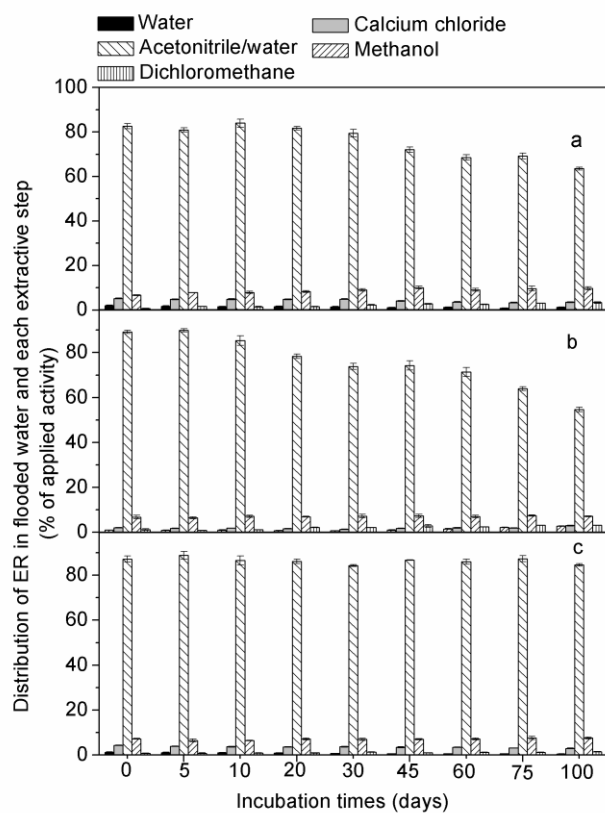 Water
Calcium chloride
Acetonitrile/water
Methanol
Dichloromethane
Distribution of ER in flooded water and each extractive step
(% of applied activity)
100
80
60
40
20
0
a
80
60
40
20
0
b
80
60
40
20
0
c
0 5 10 20 30 45 60 75 100
Incubation times (days)